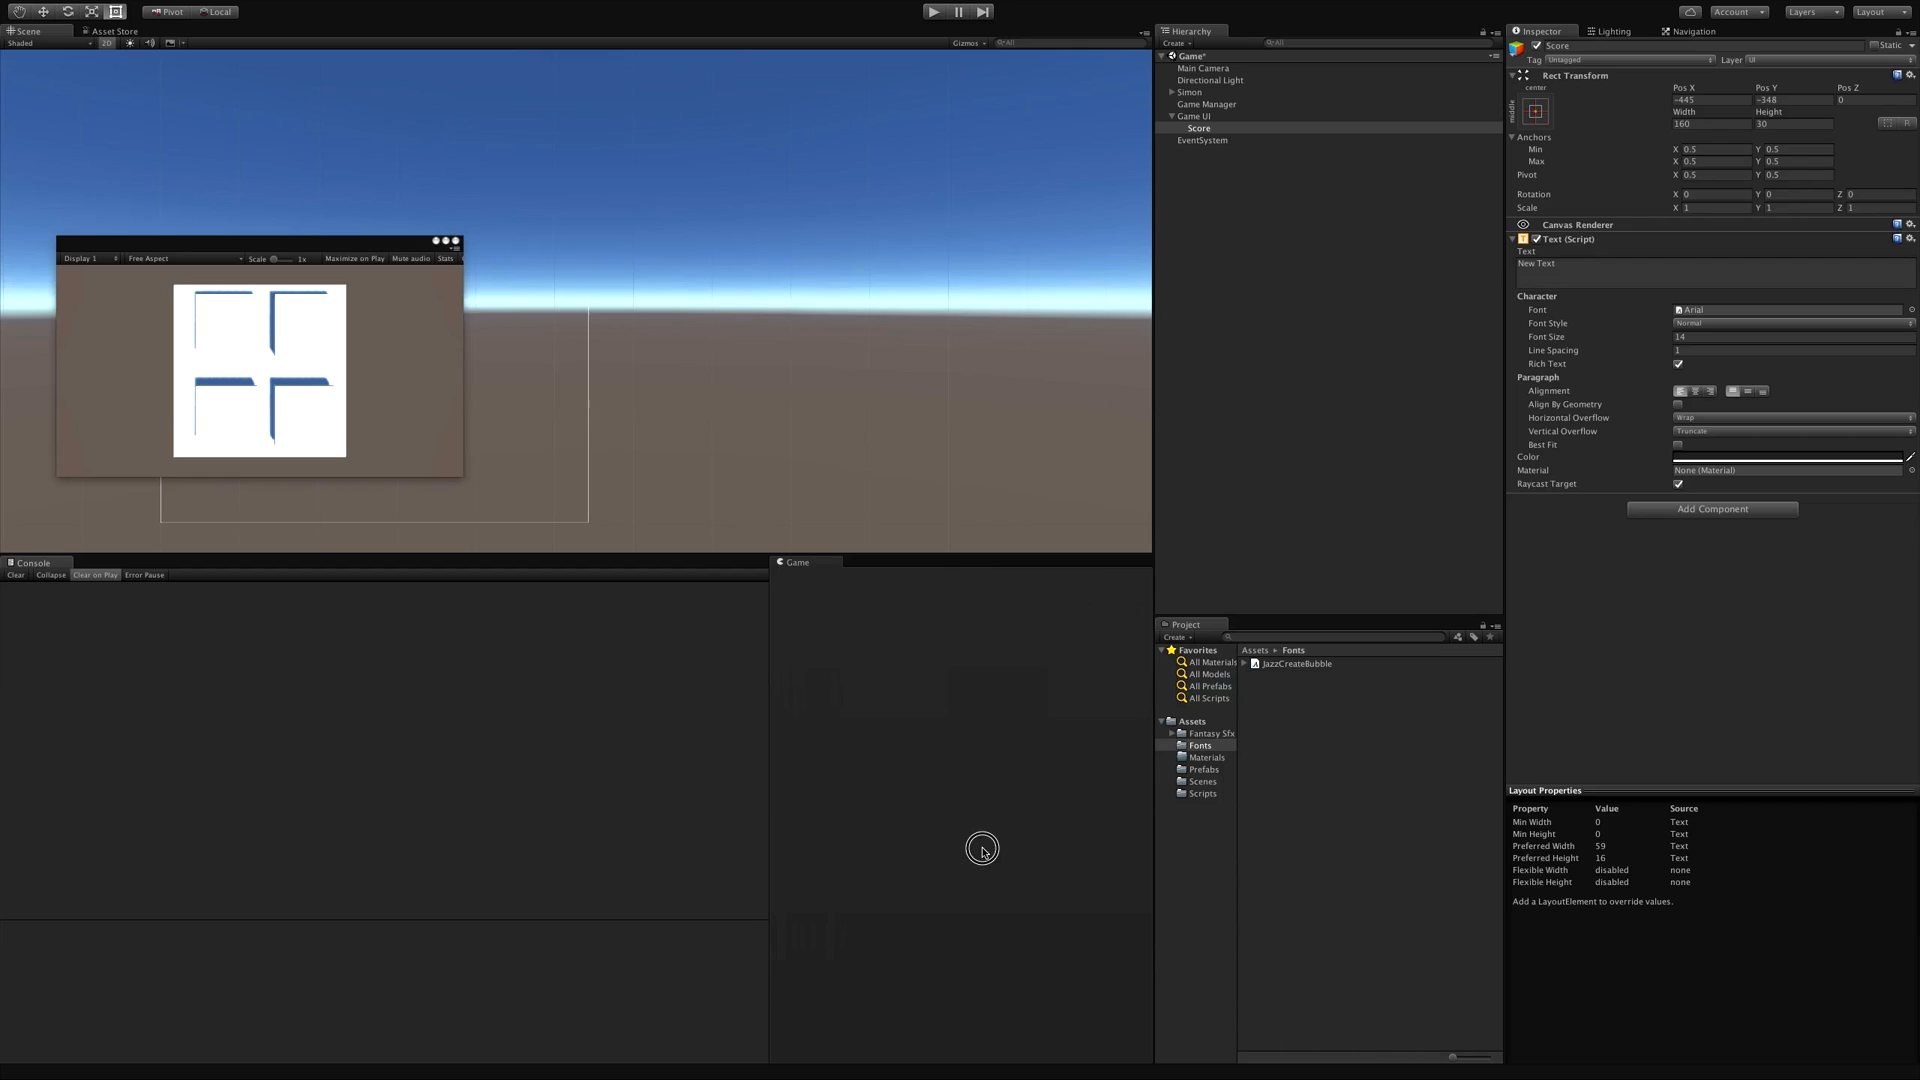 Pivot Local Account Layers Layout
Scene Asset Store
Shaded 2D Gizmos All
Display 1 Free Aspect Scale 1x Maximize on Play Mute audio Stats
Console
Clear Collapse Clear on Play Error Pause
Game
Hierarchy
Create All
Game*
Main Camera
Directional Light
Simon
Game Manager
Game UI
Score
EventSystem
Project
Create
Favorites
All Materials
All Models
All Prefabs
All Scripts
Assets
Fantasy Sfx
Fonts
Materials
Prefabs
Scenes
Scripts
Assets Fonts
JazzCreateBubble
Inspector Lighting Navigation
Score Static
Tag Untagged Layer UI
Rect Transform
center Pos X Pos Y Pos Z
middle -445 -348 0
Width Height
160 30 R
Anchors
Min X 0.5 Y 0.5
Max X 0.5 Y 0.5
Pivot X 0.5 Y 0.5
Rotation X 0 Y 0 Z 0
Scale X 1 Y 1 Z 1
Canvas Renderer
Text (Script)
Text
New Text
Character
Font Arial
Font Style Normal
Font Size 14
Line Spacing 1
Rich Text
Paragraph
Alignment
Align By Geometry
Horizontal Overflow Wrap
Vertical Overflow Truncate
Best Fit
Color
Material None (Material)
Raycast Target
Add Component
Layout Properties
Property Value Source
Min Width 0 Text
Min Height 0 Text
Preferred Width 59 Text
Preferred Height 16 Text
Flexible Width disabled none
Flexible Height disabled none
Add a LayoutElement to override values.